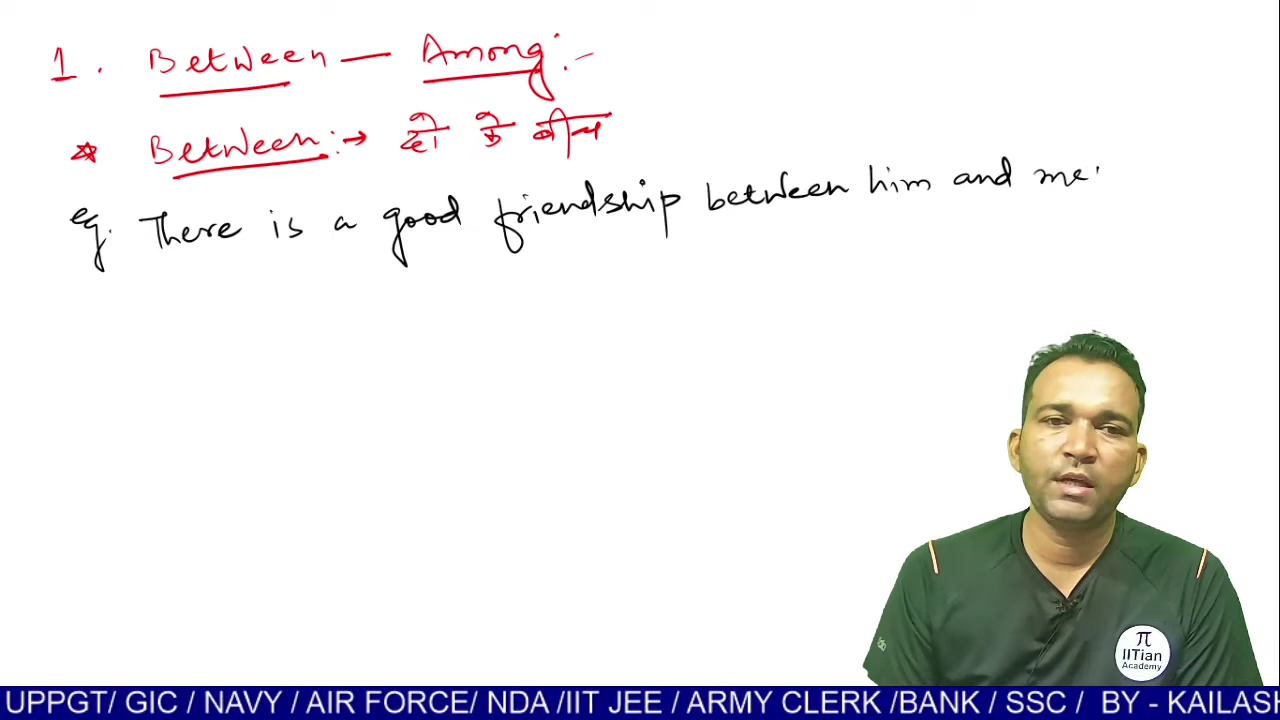 1. Between — Among :-
* Between :→ दो के बीच
eg. There is a good friendship between him and me.
π
IITian
Academy
UPPGT/ GIC / NAVY / AIR FORCE/ NDA /IIT JEE / ARMY CLERK /BANK / SSC / BY - KAILASH